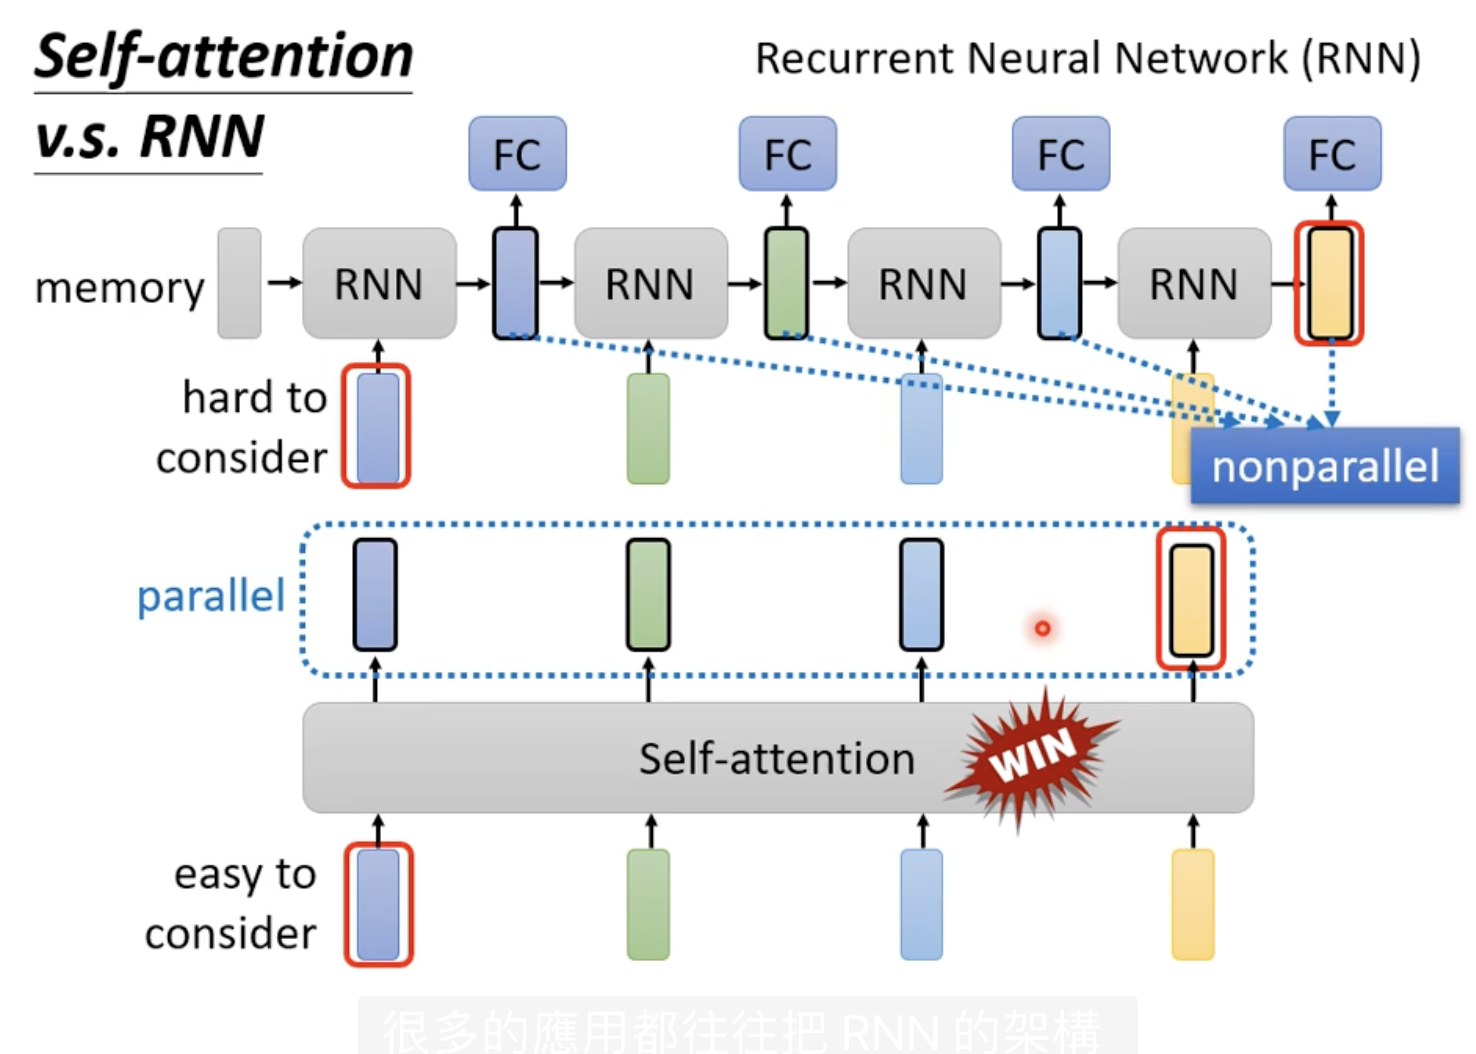 Self-attention
v.s. RNN
Recurrent Neural Network (RNN)
FC
FC
FC
FC
memory
RNN
RNN
RNN
RNN
hard to
consider
nonparallel
parallel
Self-attention
WIN
easy to
consider
很多的應用都往往把 RNN 的架構